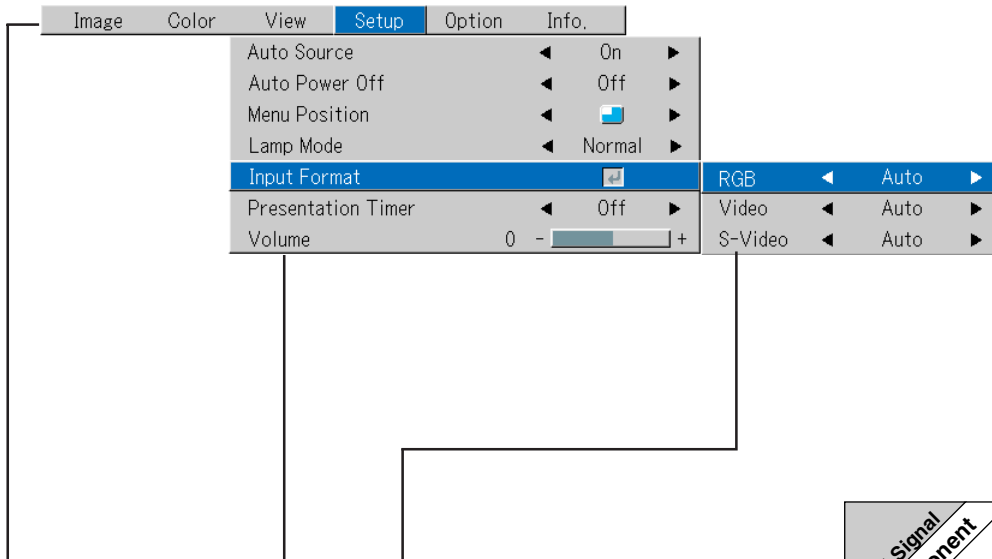 Image Color View Setup Option Info.
Auto Source On
Auto Power Off Off
Menu Position
Lamp Mode Normal
Input Format RGB Auto
Presentation Timer Off Video Auto
Volume 0 - + S-Video Auto
Signal